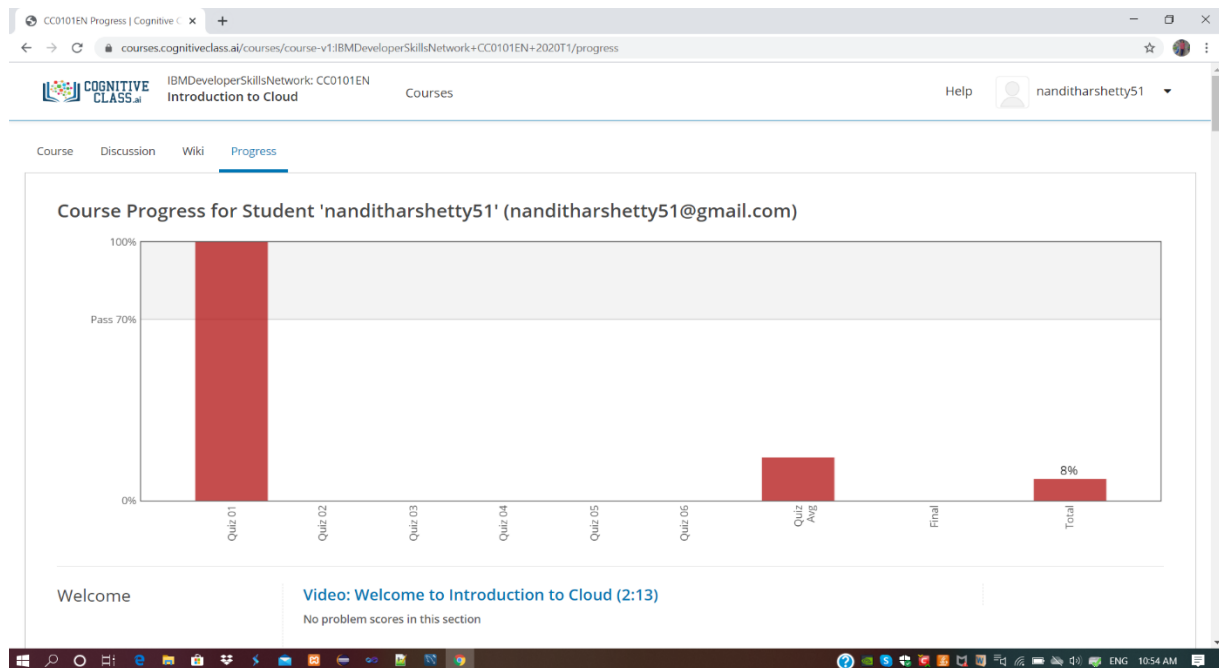 CC0101EN Progress | Cognitive C
courses.cognitiveclass.ai/courses/course-v1:IBMDeveloperSkillsNetwork+CC0101EN+2020T1/progress
COGNITIVE
CLASS.ai
IBMDeveloperSkillsNetwork: CC0101EN
Introduction to Cloud
Courses
Help
nanditharshetty51
Course
Discussion
Wiki
Progress
Course Progress for Student 'nanditharshetty51' (nanditharshetty51@gmail.com)
100%
Pass 70%
0%
8%
Quiz 01
Quiz 02
Quiz 03
Quiz 04
Quiz 05
Quiz 06
Quiz
Avg
Final
Total
Welcome
Video: Welcome to Introduction to Cloud (2:13)
No problem scores in this section
ENG
10:54 AM